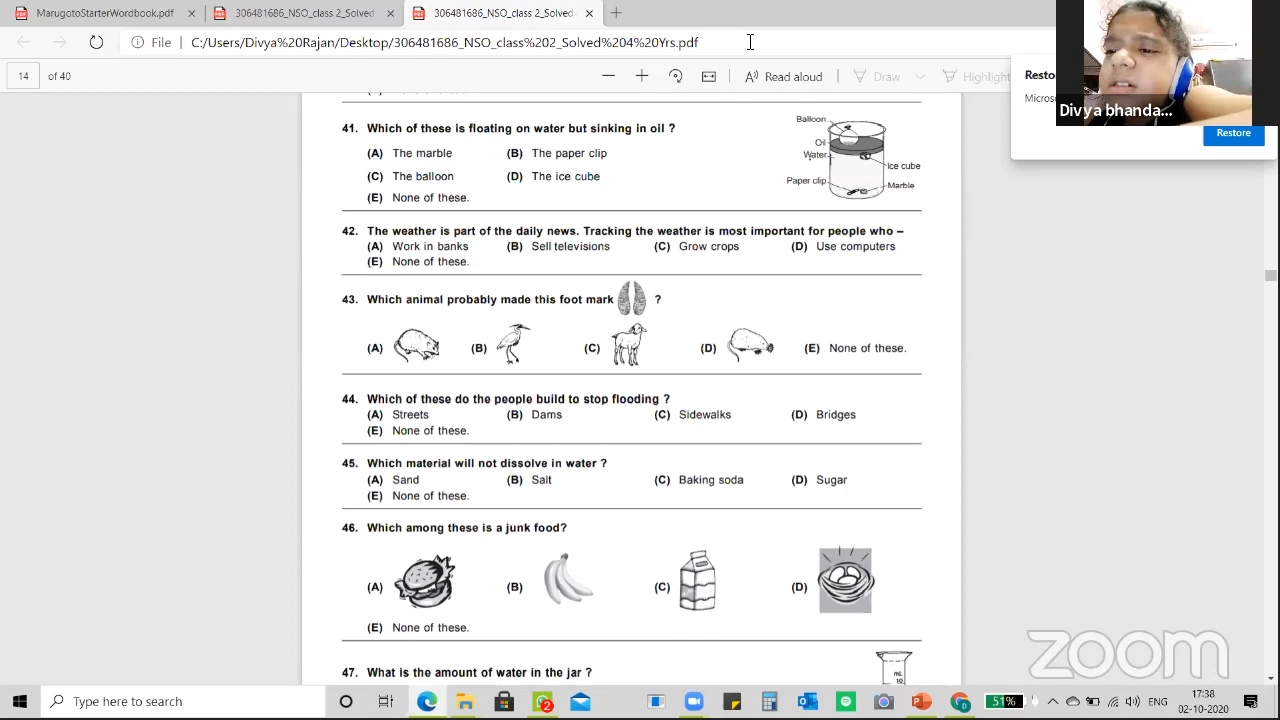 MarugotoStarterWordbook.pdf
306481686_NSO_class 2_Solved
306481686_NSO_class 2_Solved
File | C:/Users/Divya%20Rajan/Desktop/306481686_NSO_class%202_Solved%204%20Yrs.pdf
14 of 40
Read aloud
Draw
Highlight
Divya bhanda...
Restore
41. Which of these is floating on water but sinking in oil ?
(A) The marble (B) The paper clip
(C) The balloon (D) The ice cube
(E) None of these.
Balloon
Oil
Water
Ice cube
Paper clip
Marble
42. The weather is part of the daily news. Tracking the weather is most important for people who –
(A) Work in banks (B) Sell televisions (C) Grow crops (D) Use computers
(E) None of these.
43. Which animal probably made this foot mark ?
(A) (B) (C) (D) (E) None of these.
44. Which of these do the people build to stop flooding ?
(A) Streets (B) Dams (C) Sidewalks (D) Bridges
(E) None of these.
45. Which material will not dissolve in water ?
(A) Sand (B) Salt (C) Baking soda (D) Sugar
(E) None of these.
46. Which among these is a junk food?
(A) (B) (C) (D)
(E) None of these.
47. What is the amount of water in the jar ?
mL
10
zoom
Type here to search
2
51%
ENG
17:38
02-10-2020